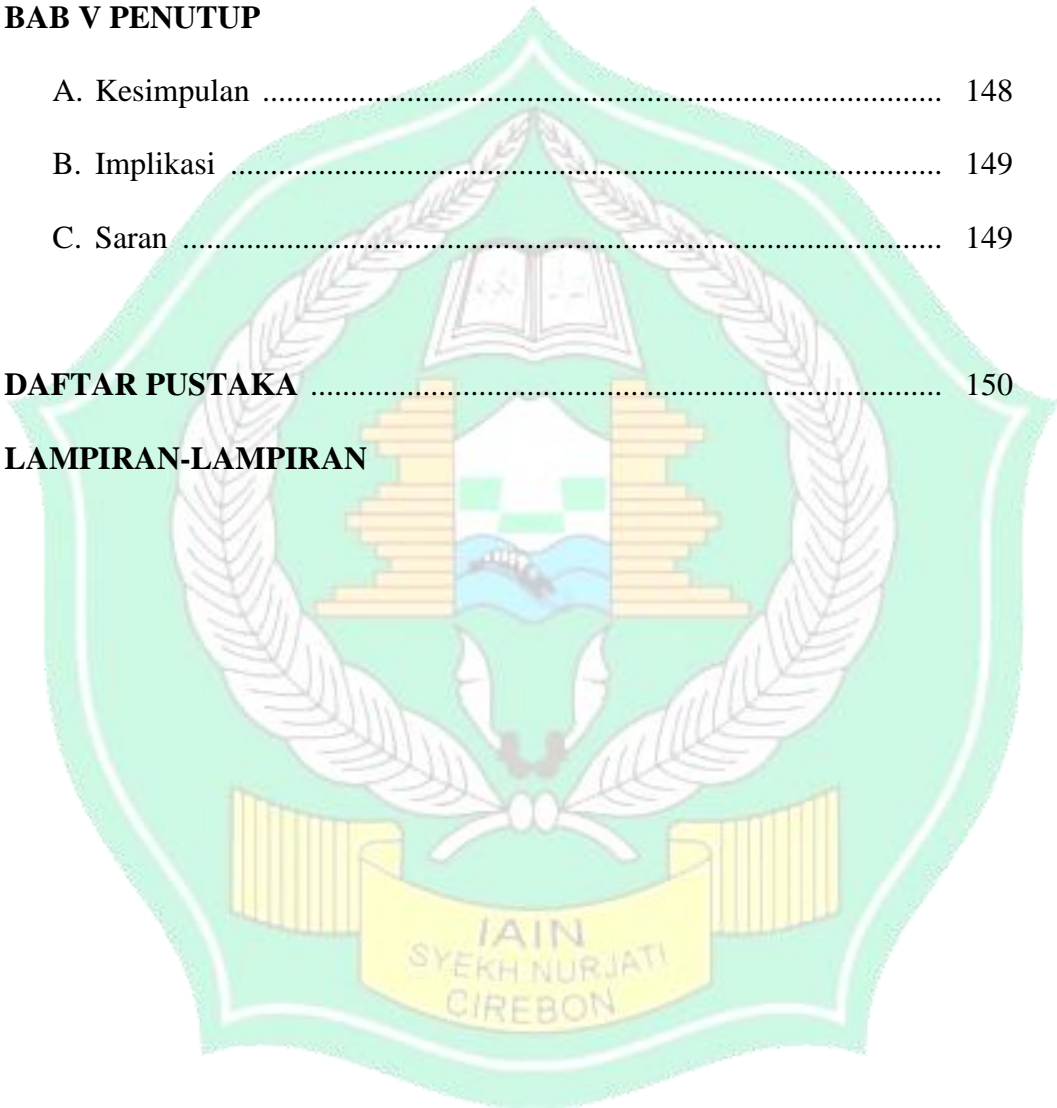 BAB V PENUTUP
A. Kesimpulan ........................................................................... 148
B. Implikasi ............................................................................... 149
C. Saran .................................................................................... 149
DAFTAR PUSTAKA ...................................................................... 150
LAMPIRAN-LAMPIRAN
IAIN
SYEKH NURJATI
CIREBON